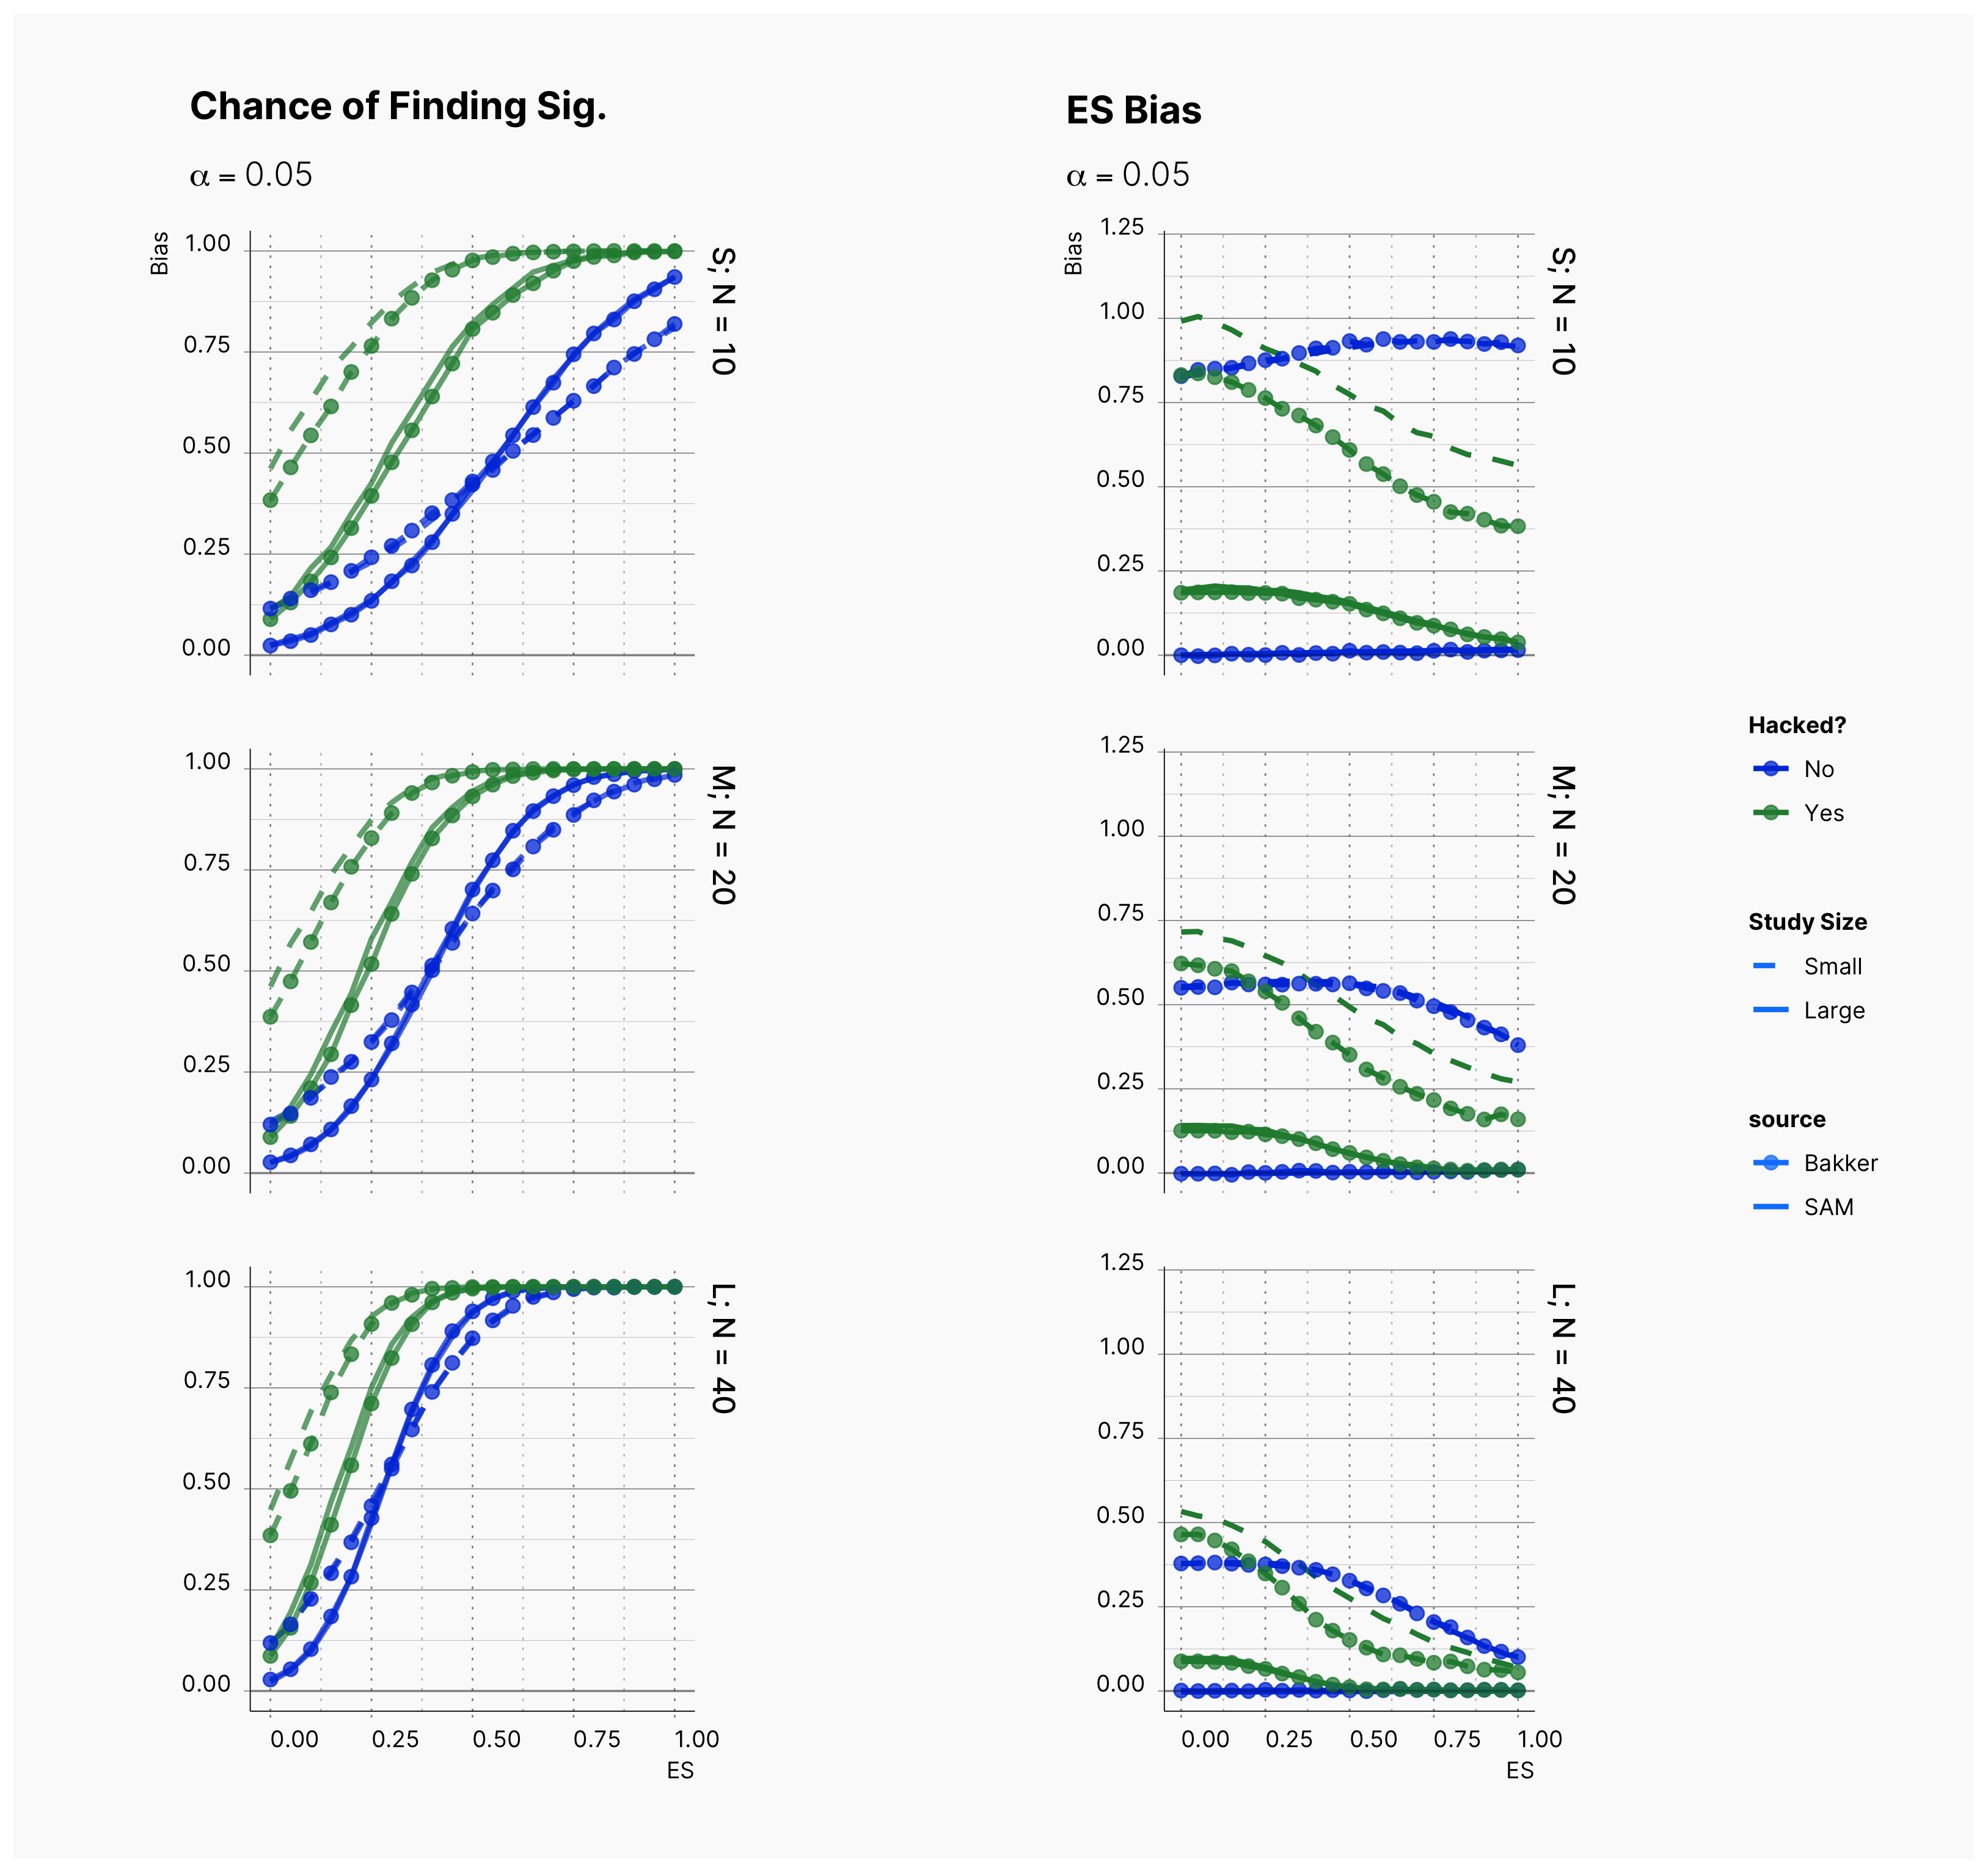 Chance of Finding Sig.
α = 0.05
Bias
1.00
0.75
0.50
0.25
0.00
S; N = 10
1.00
0.75
0.50
0.25
0.00
M; N = 20
1.00
0.75
0.50
0.25
0.00
L; N = 40
0.00 0.25 0.50 0.75 1.00
ES
ES Bias
α = 0.05
Bias
1.25
1.00
0.75
0.50
0.25
0.00
S; N = 10
1.25
1.00
0.75
0.50
0.25
0.00
M; N = 20
1.25
1.00
0.75
0.50
0.25
0.00
L; N = 40
0.00 0.25 0.50 0.75 1.00
ES
Hacked?
No
Yes
Study Size
Small
Large
source
Bakker
SAM